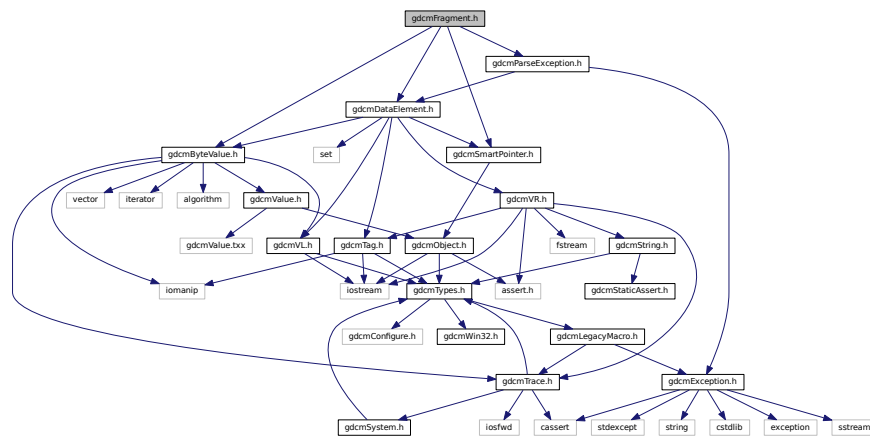 gdcmFragment.h
gdcmParseException.h
gdcmDataElement.h
gdcmByteValue.h
set
gdcmSmartPointer.h
vector
iterator
algorithm
gdcmValue.h
gdcmVR.h
gdcmValue.txx
gdcmVL.h
gdcmTag.h
gdcmObject.h
fstream
gdcmString.h
iomanip
iostream
gdcmTypes.h
assert.h
gdcmStaticAssert.h
gdcmConfigure.h
gdcmWin32.h
gdcmLegacyMacro.h
gdcmTrace.h
gdcmException.h
gdcmSystem.h
iosfwd
cassert
stdexcept
string
cstdlib
exception
sstream